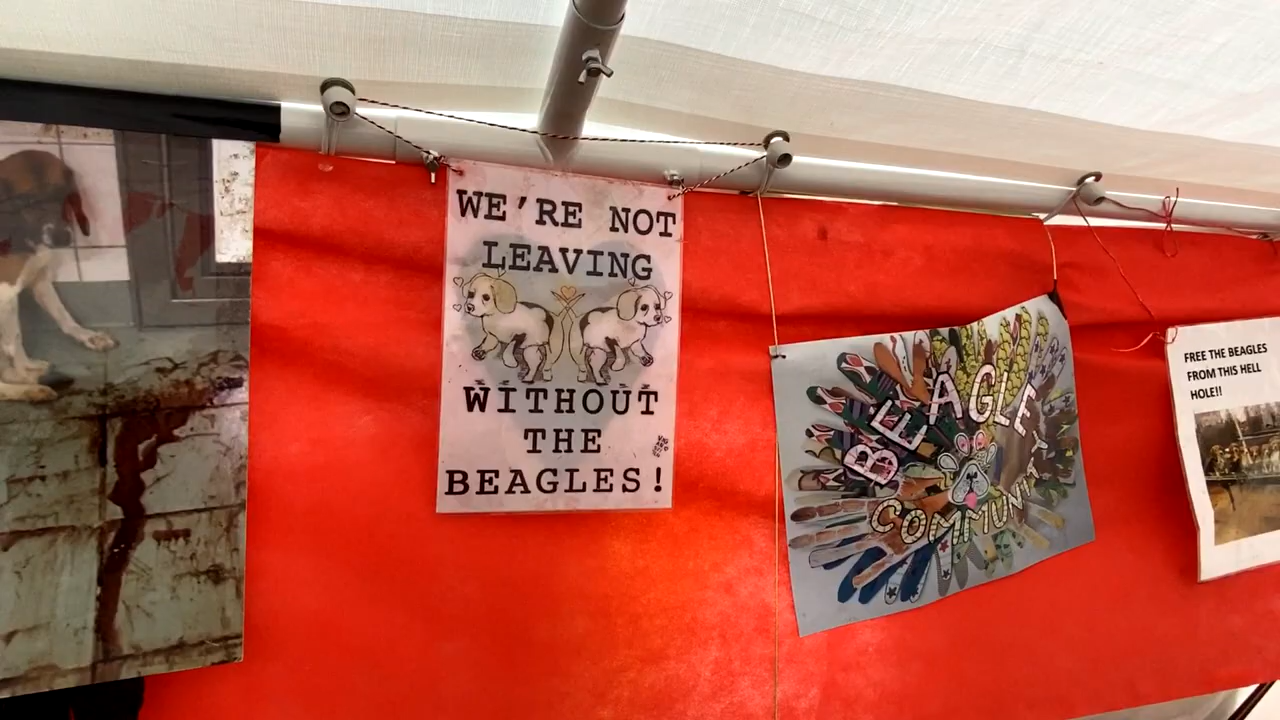 WE'RE NOT
LEAVING
WITHOUT
THE
BEAGLES!
BEAGLE
COMMUNITY
FREE THE BEAGLES
FROM THIS HELL
HOLE!!